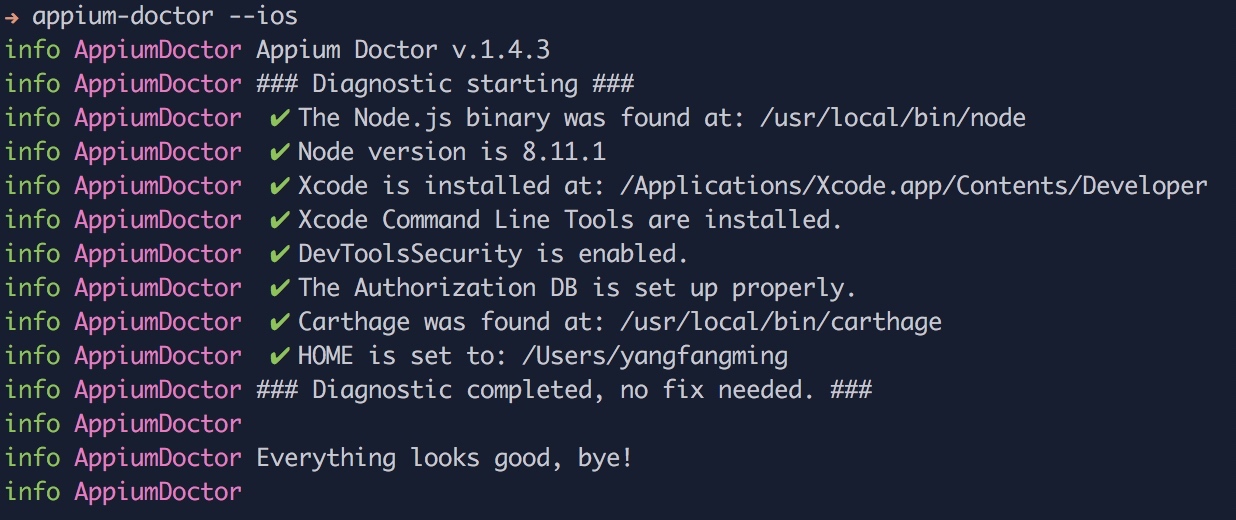 → appium-doctor --ios
info AppiumDoctor Appium Doctor v.1.4.3
info AppiumDoctor ### Diagnostic starting ###
info AppiumDoctor ✔ The Node.js binary was found at: /usr/local/bin/node
info AppiumDoctor ✔ Node version is 8.11.1
info AppiumDoctor ✔ Xcode is installed at: /Applications/Xcode.app/Contents/Developer
info AppiumDoctor ✔ Xcode Command Line Tools are installed.
info AppiumDoctor ✔ DevToolsSecurity is enabled.
info AppiumDoctor ✔ The Authorization DB is set up properly.
info AppiumDoctor ✔ Carthage was found at: /usr/local/bin/carthage
info AppiumDoctor ✔ HOME is set to: /Users/yangfangming
info AppiumDoctor ### Diagnostic completed, no fix needed. ###
info AppiumDoctor
info AppiumDoctor Everything looks good, bye!
info AppiumDoctor